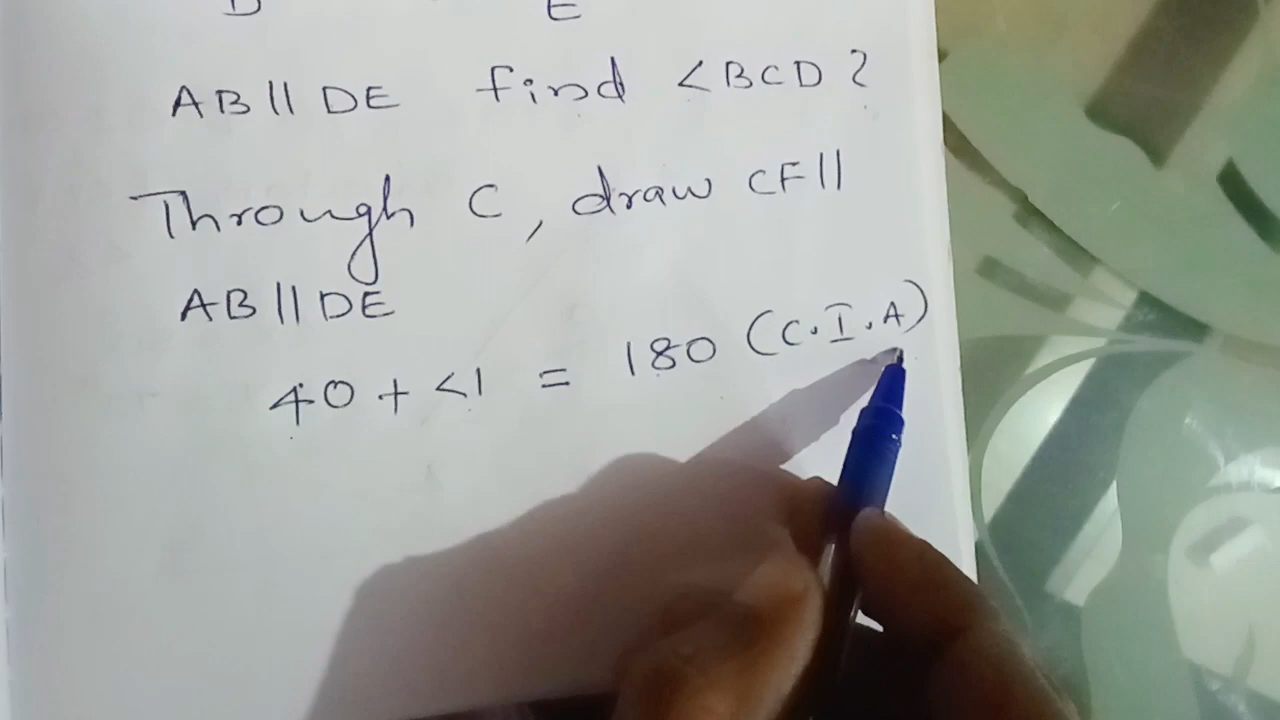 D E
AB || DE find <BCD ?
Through C, draw CF ||
AB || DE
40 + <1 = 180 (C.I.A)